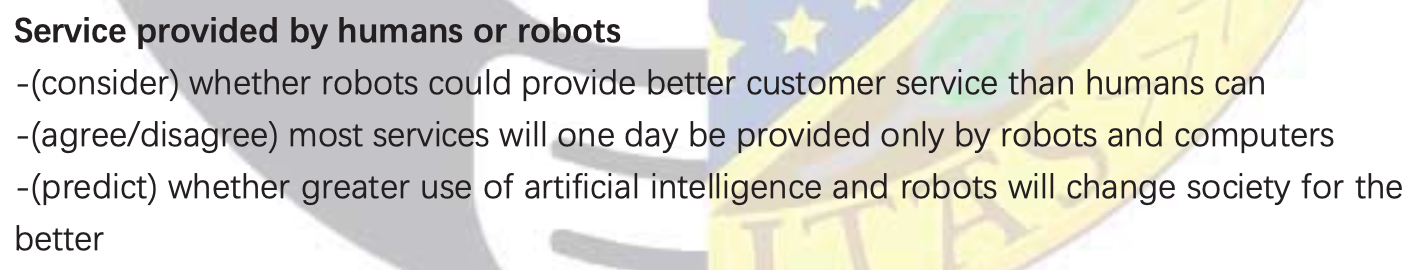 Service provided by humans or robots
-(consider) whether robots could provide better customer service than humans can
-(agree/disagree) most services will one day be provided only by robots and computers
-(predict) whether greater use of artificial intelligence and robots will change society for the
better
ITAS